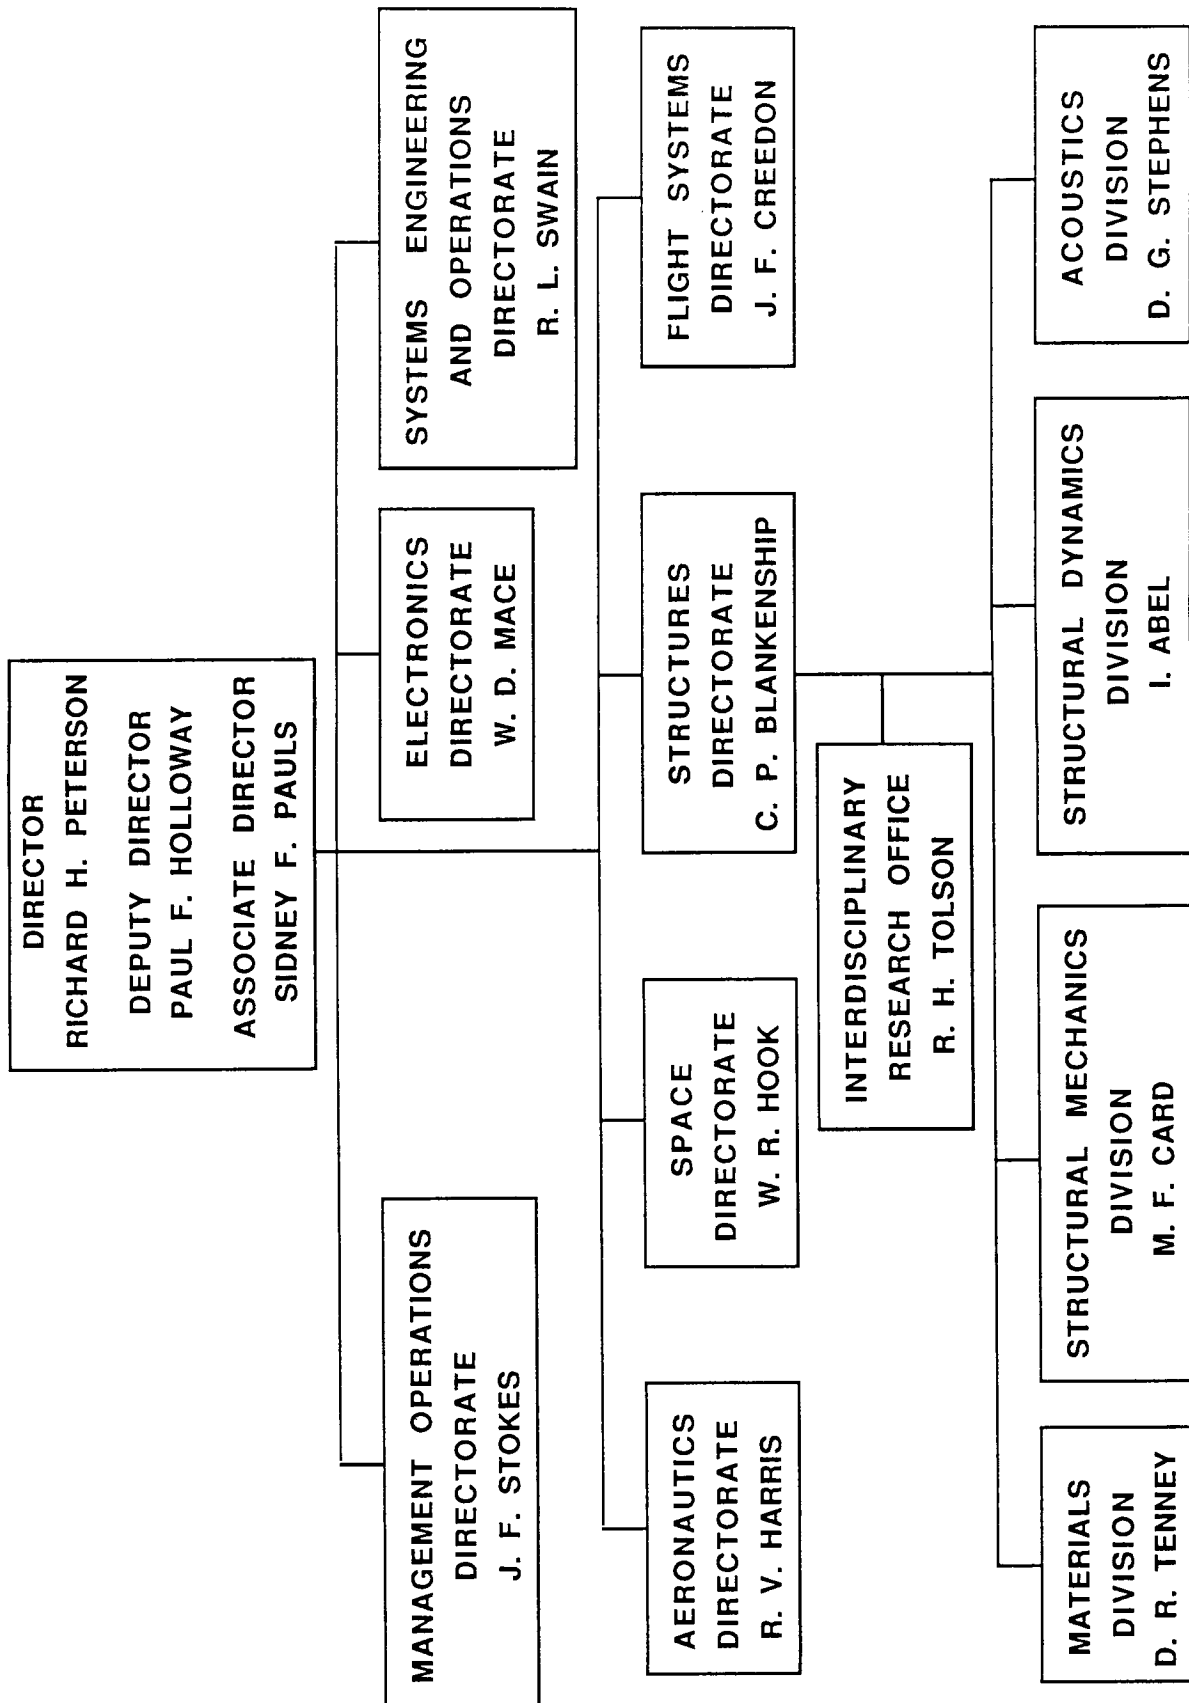 DIRECTOR
RICHARD H. PETERSON
DEPUTY DIRECTOR
PAUL F. HOLLOWAY
ASSOCIATE DIRECTOR
SIDNEY F. PAULS
MANAGEMENT OPERATIONS
DIRECTORATE
J. F. STOKES
ELECTRONICS
DIRECTORATE
W. D. MACE
SYSTEMS ENGINEERING
AND OPERATIONS
DIRECTORATE
R. L. SWAIN
AERONAUTICS
DIRECTORATE
R. V. HARRIS
SPACE
DIRECTORATE
W. R. HOOK
STRUCTURES
DIRECTORATE
C. P. BLANKENSHIP
FLIGHT SYSTEMS
DIRECTORATE
J. F. CREEDON
INTERDISCIPLINARY
RESEARCH OFFICE
R. H. TOLSON
MATERIALS
DIVISION
D. R. TENNEY
STRUCTURAL MECHANICS
DIVISION
M. F. CARD
STRUCTURAL DYNAMICS
DIVISION
I. ABEL
ACOUSTICS
DIVISION
D. G. STEPHENS